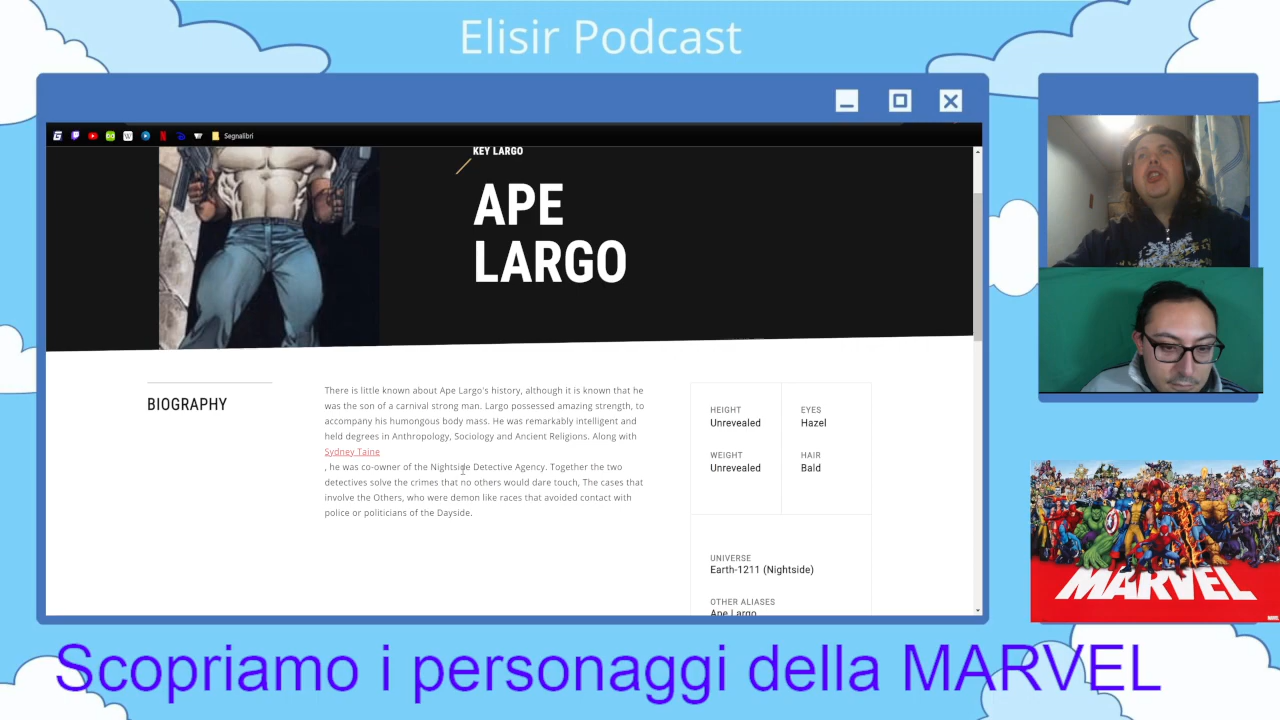 Elisir Podcast
Segnalibri
KEY LARGO
APE
LARGO
BIOGRAPHY
There is little known about Ape Largo's history, although it is known that he
was the son of a carnival strong man. Largo possessed amazing strength, to
accompany his humongous body mass. He was remarkably intelligent and
held degrees in Anthropology, Sociology and Ancient Religions. Along with
Sydney Taine
, he was co-owner of the Nightside Detective Agency. Together the two
detectives solve the crimes that no others would dare touch, The cases that
involve the Others, who were demon like races that avoided contact with
police or politicians of the Dayside.
HEIGHT
Unrevealed
EYES
Hazel
WEIGHT
Unrevealed
HAIR
Bald
UNIVERSE
Earth-1211 (Nightside)
OTHER ALIASES
Ape Largo
MARVEL
Scopriamo i personaggi della MARVEL